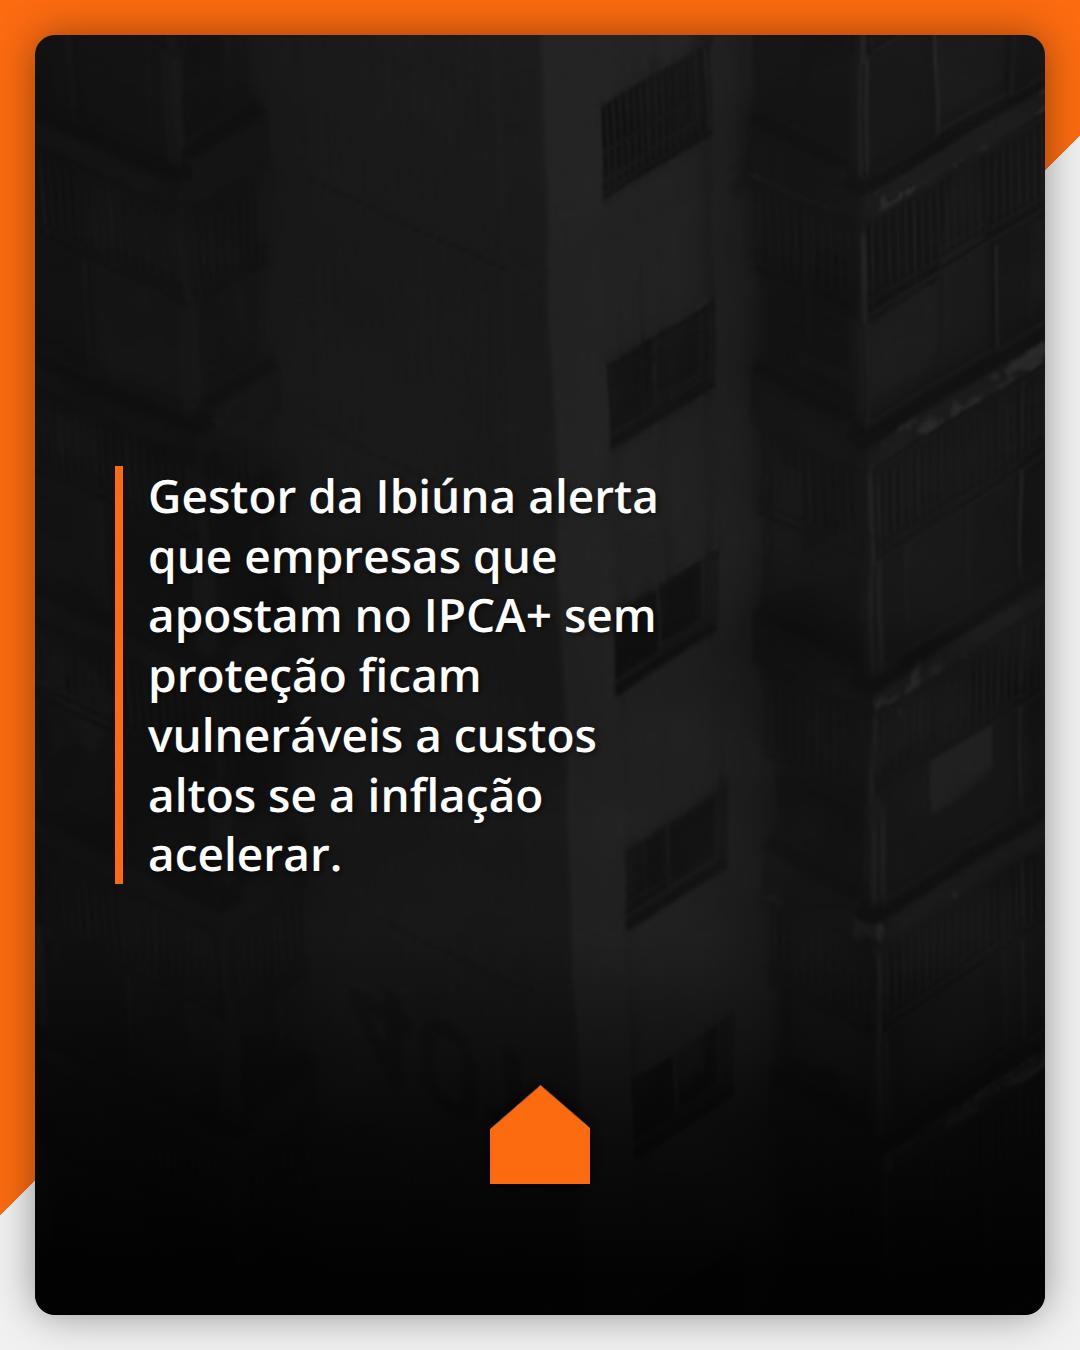 Gestor da Ibiúna alerta
que empresas que
apostam no IPCA+ sem
proteção ficam
vulneráveis a custos
altos se a inflação
acelerar.